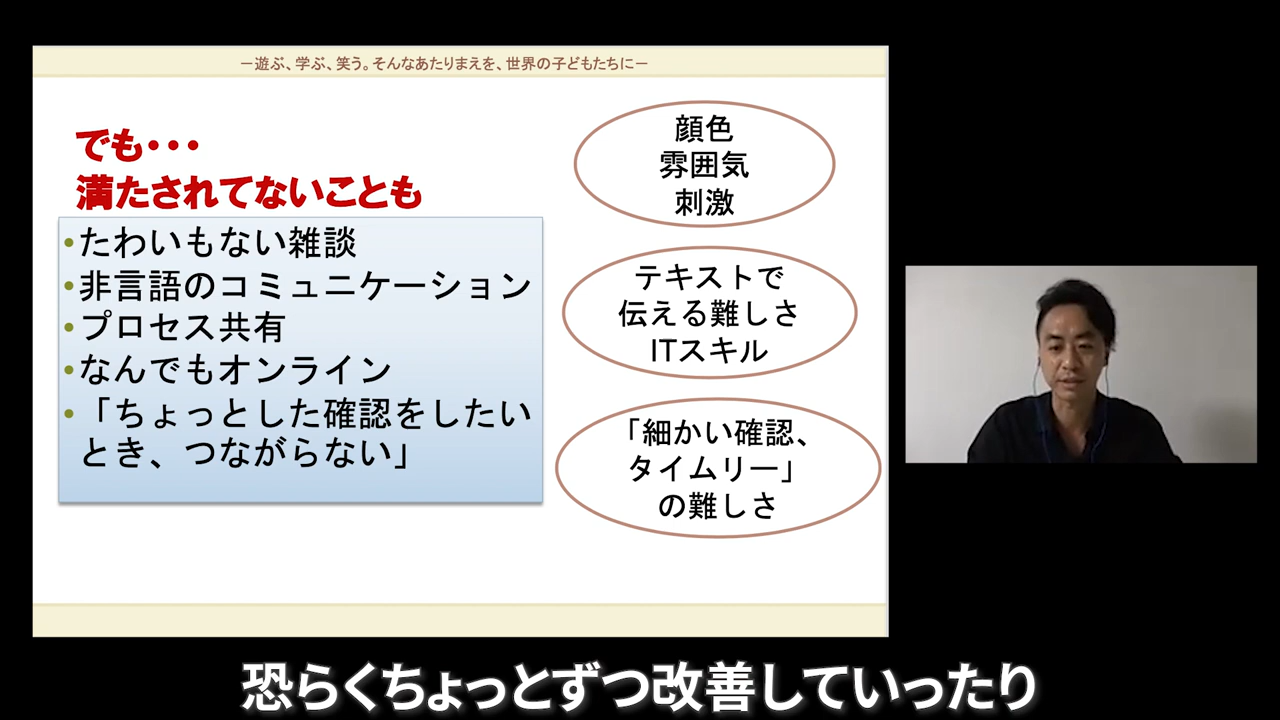 －遊ぶ、学ぶ、笑う。そんなあたりまえを、世界の子どもたちに－
でも・・・
満たされてないことも
•たわいもない雑談
•非言語のコミュニケーション
•プロセス共有
•なんでもオンライン
•「ちょっとした確認をしたい
とき、つながらない」
顔色
雰囲気
刺激
テキストで
伝える難しさ
ITスキル
「細かい確認、
タイムリー」
の難しさ
恐らくちょっとずつ改善していったり